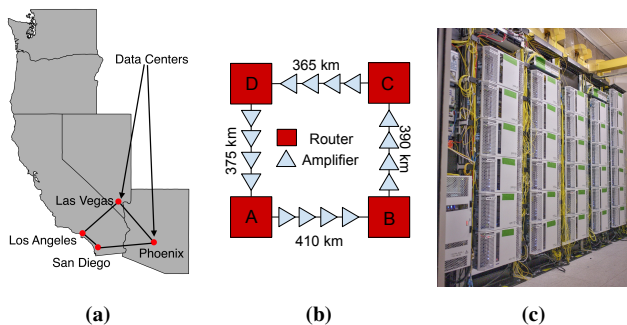 Data Centers
Las Vegas
Los Angeles
San Diego
Phoenix
(a)
365 km
D
C
375 km
Router
Amplifier
390 km
A
B
410 km
(b)
(c)